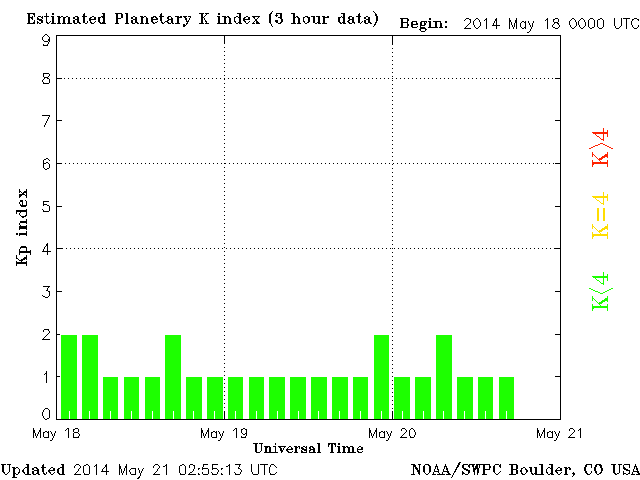 Estimated Planetary K index (3 hour data) Begin: 2014 May 18 0000 UTC
9
8
7
6
5
4
3
2
1
0
Kp index
K>4
K=4
K<4
May 18 May 19 May 20 May 21
Universal Time
Updated 2014 May 21 02:55:13 UTC NOAA/SWPC Boulder, CO USA